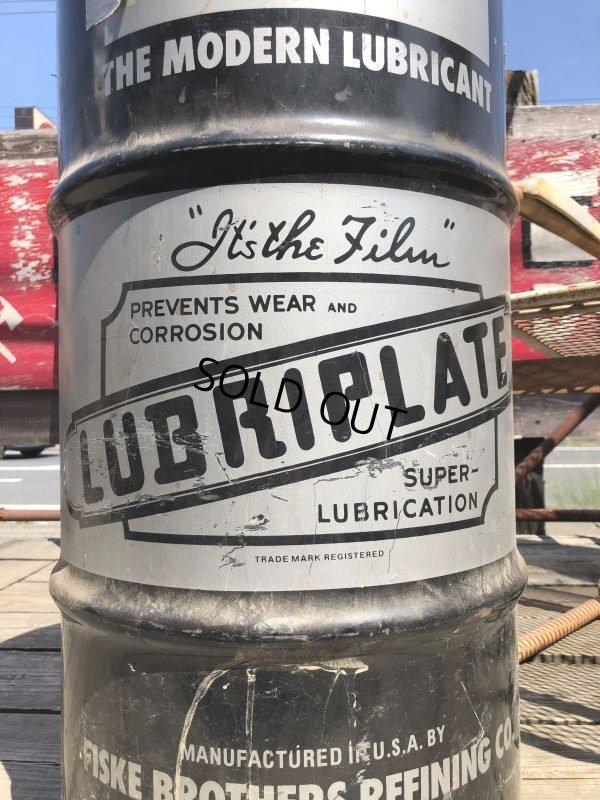 THE MODERN LUBRICANT
"It's the Film"
PREVENTS WEAR AND
CORROSION
LUBRIPLATE
SOLD OUT
SUPER-
LUBRICATION
TRADE MARK REGISTERED
MANUFACTURED IN U.S.A. BY
FISKE BROTHERS REFINING CO.